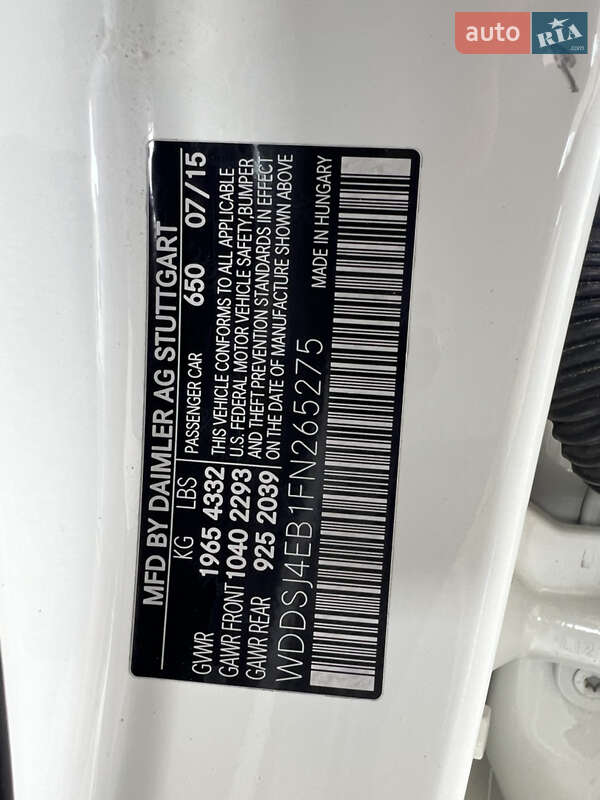 auto RIA .com
MFD BY DAIMLER AG STUTTGART
KG LBS PASSENGER CAR 650 07/15
GVWR 1965 4332 THIS VEHICLE CONFORMS TO ALL APPLICABLE
GAWR FRONT 1040 2293 U.S. FEDERAL MOTOR VEHICLE SAFETY,BUMPER
GAWR REAR 925 2039 AND THEFT PREVENTION STANDARDS IN EFFECT
ON THE DATE OF MANUFACTURE SHOWN ABOVE
WDDSJ4EB1FN265275 MADE IN HUNGARY